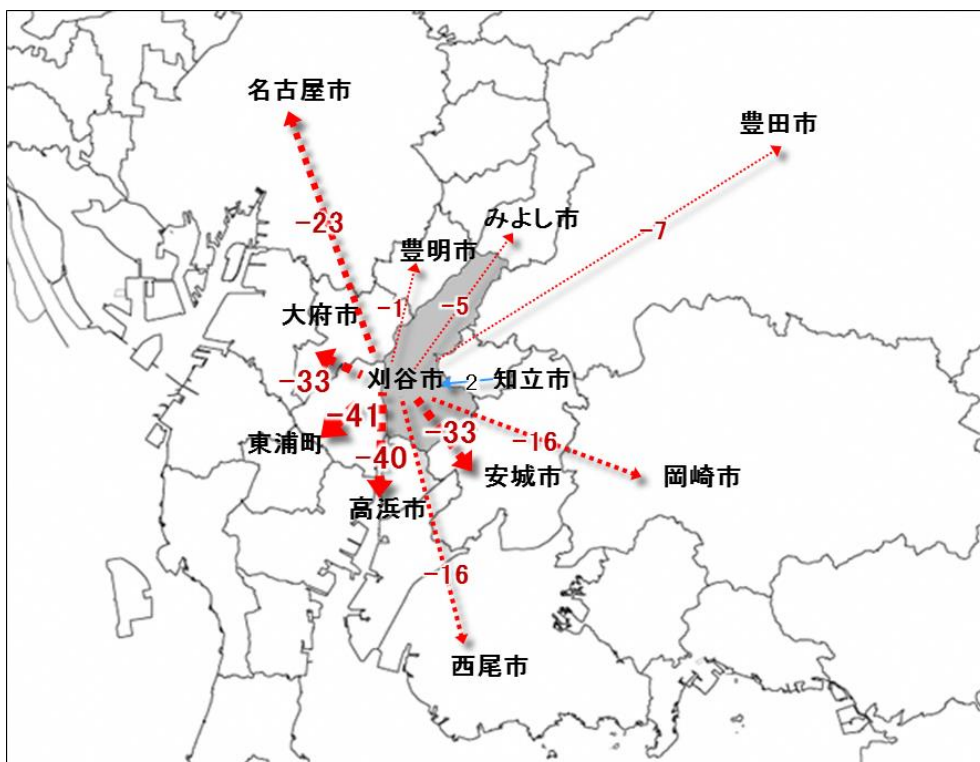 名古屋市
豊田市
-23
みよし市
-7
豊明市
-1
-5
大府市
-33
刈谷市
2
知立市
-41
-33
-16
東浦町
-40
安城市
岡崎市
高浜市
-16
西尾市